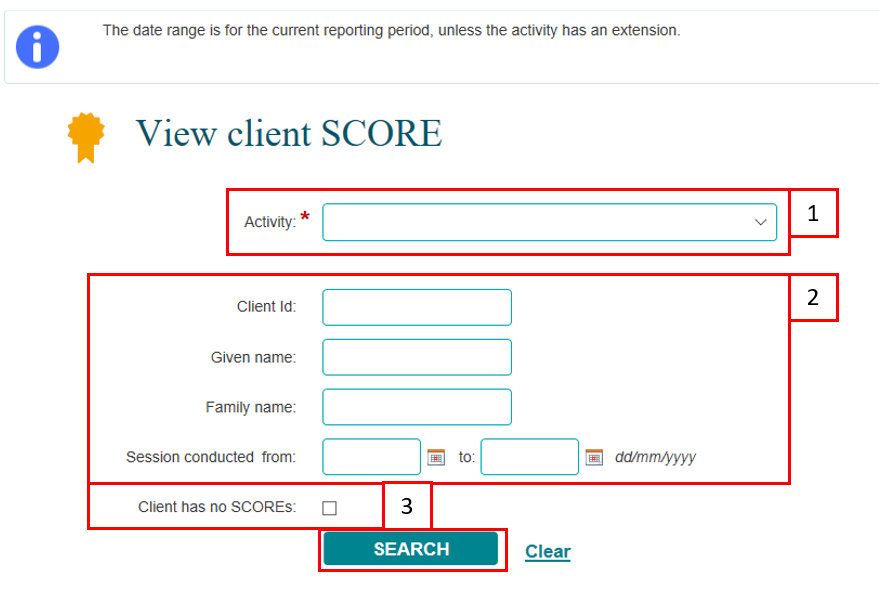 The date range is for the current reporting period, unless the activity has an extension.
View client SCORE
Activity: *
1
2
Client Id:
Given name:
Family name:
Session conducted from: to: dd/mm/yyyy
Client has no SCOREs: 3
SEARCH Clear